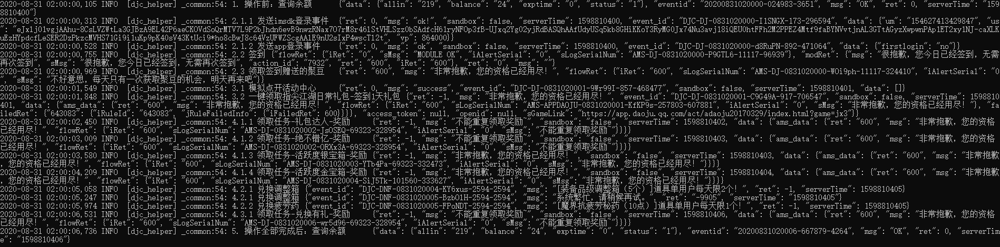 2020-08-31 02:00:00,105 INFO  [djc_helper] _common:54: 1. 操作前：查询余额      {"data": {"allin": "219", "balance": "24", "exptime": "0", "status": "1"}, "eventid": "20200831020000-024983-3651", "msg": "OK", "ret": 0, "serverTime": "159
8810400"}
2020-08-31 02:00:00,313 INFO  [djc_helper] _common:54: 2.1.1 发送imsdk登录事件  {"ret": 0, "msg": "ok!", "sandbox": false, "serverTime": 1598810400, "event_id": "DJC-DJ-0831020000-I1SNGX-173-296594", "data": {"um": "154627413429847", "us
2020-08-31 02:00:00,528 INFO  [djc_helper] _common:54: 2.1.2 发送app登录事件    {"ret": 0, "msg": "ok", "sandbox": false, "serverTime": 1598810400, "event_id": "DJC-DJ-0831020000-d8RuPN-892-471064", "data": {"firstlogin": "no"}}
2020-08-31 02:00:00,755 INFO  [djc_helper] _common:54: 2.2 签到 {"flowRet": {"iRet": "0", "sMsg": "MODULE OK", "iAlertSerial": "0", "sLogSerialNum": "AMS-DJ-0831020000-P9GTL6-11117-96939"}, "modRet": {"msg": "很抱歉，您今日已经签到，无需
再次签到", "sMsg": "很抱歉，您今日已经签到，无需再次签到", "action_id": "7932", "ret": "600", "iRet": "600"}, "ret": "0", "msg": ""}
2020-08-31 02:00:00,969 INFO  [djc_helper] _common:54: 2.3 领取签到赠送的聚豆   {"ret": "600", "msg": "非常抱歉，您的资格已经用尽！", "flowRet": {"iRet": "600", "sLogSerialNum": "AMS-DJ-0831020000-WOi9ph-11117-324410", "iAlertSerial": "0
", "sMsg": "不好意思，每天只有一次获取聚豆的机会，明天再来吧"}}
2020-08-31 02:00:01,549 INFO  [djc_helper] _common:54: 3.1 模拟点开活动中心     {"ret": 0, "msg": "success", "event_id": "DJC-DJ-0831020001-9Wr99I-857-468477", "sandbox": false, "serverTime": 1598810401, "data": []}
2020-08-31 02:00:01,848 INFO  [djc_helper] _common:54: 3.2 一键领取指尖江湖日常礼包-签到1天礼包 {"ret": -1, "msg": "非常抱歉，您的资格已经用尽！", "event_id": "DJC-DJ-0831020001-C9G49A-917-706547", "sandbox": false, "serverTime": 1598810
401, "data": {"ams_data": {"ret": "600", "msg": "非常抱歉，您的资格已经用尽！", "flowRet": {"iRet": "600", "sLogSerialNum": "AMS-APPDAOJU-0831020001-KfKP9s-257803-607881", "iAlertSerial": "0", "sMsg": "非常抱歉，您的资格已经用尽！"}, "fa
iledRet": {"643083": {"iRuleId": "643083", "jRuleFailedInfo": {"iFailedRet": 600}}}}, "access_token": null, "openid": null, "sGameLink": "https://app.daoju.qq.com/act/adaoju20170329/index.html?game=jx3"}}
2020-08-31 02:00:02,450 INFO  [djc_helper] _common:54: 4.1.1 领取任务-礼包达人-奖励     {"ret": -1, "msg": "不能重复领取奖励~", "sandbox": "false", "serverTime": 1598810402, "data": {"ams_data": {"ret": "600", "msg": "非常抱歉，您的资格
已经用尽！", "flowRet": {"iRet": "600", "sLogSerialNum": "AMS-DJ-0831020002-JsOSEQ-69323-328954", "iAlertSerial": "0", "sMsg": "不能重复领取奖励~"}}}}
2020-08-31 02:00:03,009 INFO  [djc_helper] _common:54: 4.1.2 领取任务-绝不错亿-奖励     {"ret": -1, "msg": "不能重复领取奖励~", "sandbox": "false", "serverTime": 1598810403, "data": {"ams_data": {"ret": "600", "msg": "非常抱歉，您的资格
已经用尽！", "flowRet": {"iRet": "600", "sLogSerialNum": "AMS-DJ-0831020002-ORXx3A-69323-328954", "iAlertSerial": "0", "sMsg": "不能重复领取奖励~"}}}}
2020-08-31 02:00:03,580 INFO  [djc_helper] _common:54: 4.1.3 领取任务-活跃度银宝箱-奖励 {"ret": -1, "msg": "非常抱歉，您的资格已经用尽！", "sandbox": "false", "serverTime": 1598810403, "data": {"ams_data": {"ret": "600", "msg": "非常抱歉
，您的资格已经用尽！", "flowRet": {"iRet": "600", "sLogSerialNum": "AMS-DJ-0831020003-YTb4Pa-69323-332473", "iAlertSerial": "0", "sMsg": "非常抱歉，您的资格已经用尽！"}}}}
2020-08-31 02:00:04,209 INFO  [djc_helper] _common:54: 4.1.4 领取任务-活跃度金宝箱-奖励 {"ret": -1, "msg": "非常抱歉，您的资格已经用尽！", "sandbox": "false", "serverTime": 1598810404, "data": {"ams_data": {"ret": "600", "msg": "非常抱歉
，您的资格已经用尽！", "flowRet": {"iRet": "600", "sLogSerialNum": "AMS-DJ-0831020004-SiJ5Tk-101560-333627", "iAlertSerial": "0", "sMsg": "非常抱歉，您的资格已经用尽！"}}}}
2020-08-31 02:00:05,058 INFO  [djc_helper] _common:54: 4.2.1 兑换调整箱 {"event_id": "DJC-DNF-0831020004-KY6xus-2594-2594", "msg": "[装备品级调整箱（5个）]道具单用户每天限2个！", "ret": -1, "serverTime": 1598810405}
2020-08-31 02:00:05,247 INFO  [djc_helper] _common:54: 4.2.1 兑换调整箱 {"event_id": "DJC-DNF-0831020005-BzbO1H-2594-2594", "msg": "系统繁忙，请稍候再试。", "ret": "-9905", "serverTime": "1598810405"}
2020-08-31 02:00:05,974 INFO  [djc_helper] _common:54: 4.2.2 兑换疲劳药 {"event_id": "DJC-DNF-0831020005-FPoNDT-2594-2594", "msg": "[魔界抗疲劳秘药（10点）]道具单用户每天限1个！", "ret": -1, "serverTime": 1598810405}
2020-08-31 02:00:06,531 INFO  [djc_helper] _common:54: 4.3.1 领取任务-兑换有礼-奖励     {"ret": -1, "msg": "不能重复领取奖励~", "sandbox": "false", "serverTime": 1598810406, "data": {"ams_data": {"ret": "600", "msg": "非常抱歉，您的资格
已经用尽！", "flowRet": {"iRet": "600", "sLogSerialNum": "AMS-DJ-0831020006-wr5d96-69323-328954", "iAlertSerial": "0", "sMsg": "不能重复领取奖励~"}}}}
2020-08-31 02:00:06,736 INFO  [djc_helper] _common:54: 5. 操作全部完成后：查询余额      {"data": {"allin": "219", "balance": "24", "exptime": "0", "status": "1"}, "eventid": "20200831020006-667879-4264", "msg": "OK", "ret": 0, "serverTim
e": "1598810406"}